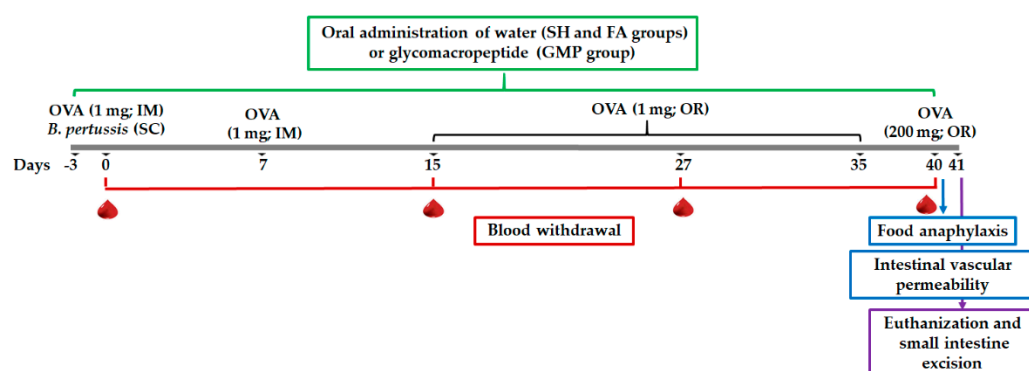 Oral administration of water (SH and FA groups)
or glycomacropeptide (GMP group)
OVA (1 mg; IM)
B. pertussis (SC)
OVA
(1 mg; IM)
OVA (1 mg; OR)
OVA
(200 mg; OR)
Days -3 0 7 15 27 35 40 41
Blood withdrawal
Food anaphylaxis
Intestinal vascular
permeability
Euthanization and
small intestine
excision